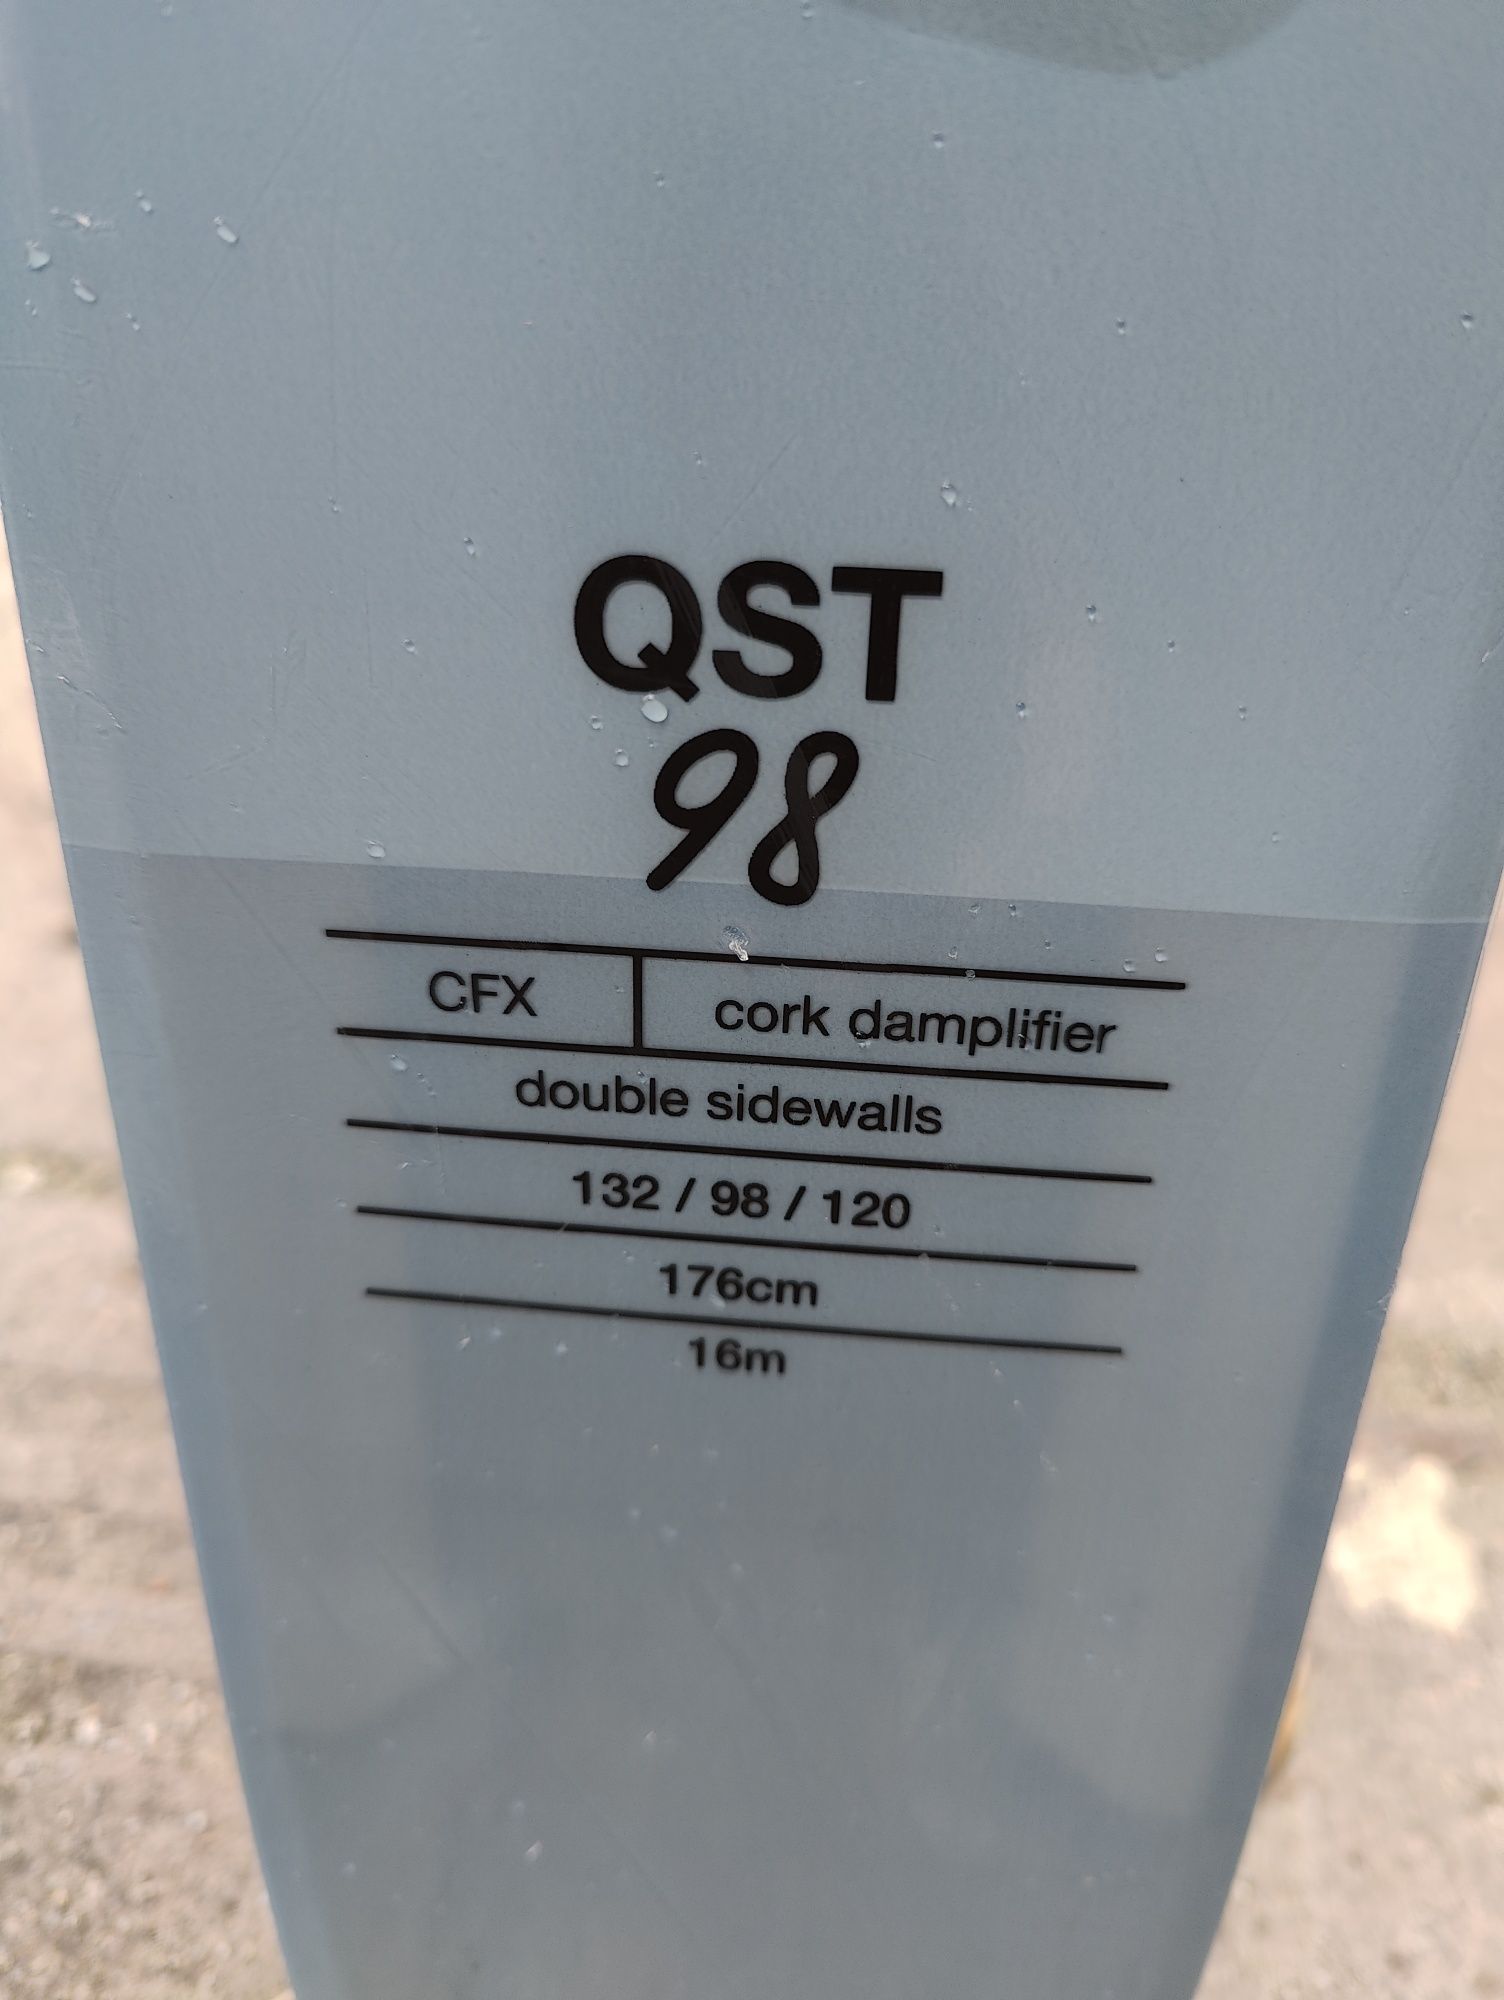 QST
98
CFX cork damplifier
double sidewalls
132 / 98 / 120
176cm
16m